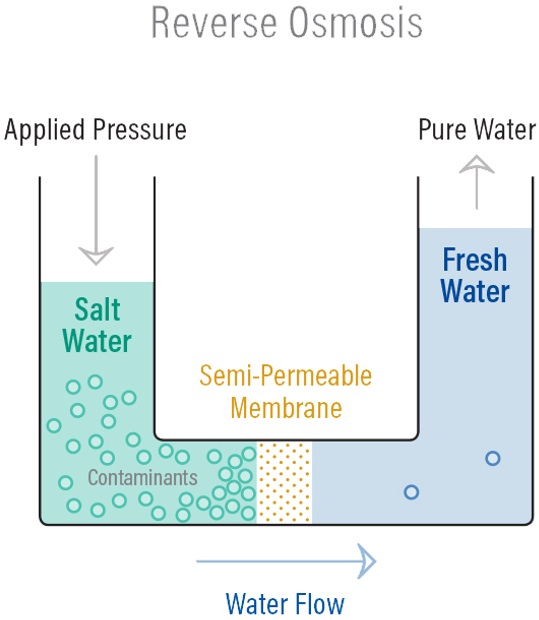 Reverse Osmosis
Applied Pressure
Pure Water
Salt
Water
Fresh
Water
Semi-Permeable
Membrane
Contaminants
Water Flow